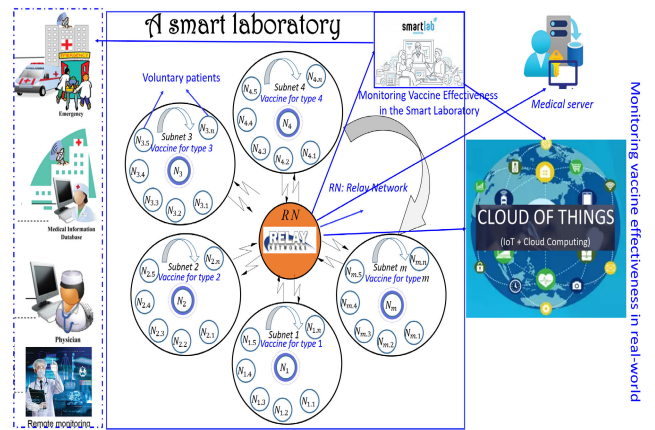 A smart laboratory
EMERGENCY
Emergency
Medical Information
Database
Physician
Remote monitoring
Voluntary patients
smartlab
Monitoring Vaccine Effectiveness
in the Smart Laboratory
Medical server
RN: Relay Network
Subnet 4
Vaccine for type 4
N4.5
N4.n
N4.4
N4
N4.3
N4.2
N4.1
Subnet 3
Vaccine for type 3
N3.5
N3.n
N3.4
N3
N3.3
N3.2
N3.1
RN
RELAY
NETWORKS
Subnet 2
Vaccine for type 2
N2.5
N2.n
N2.4
N2
N2.3
N2.2
N2.1
Subnet m
Vaccine for type m
Nm.5
Nm.n
Nm.4
Nm
Nm.3
Nm.2
Nm.1
Subnet 1
Vaccine for type 1
N1.5
N1.n
N1.4
N1
N1.3
N1.2
N1.1
CLOUD OF THINGS
(IoT + Cloud Computing)
Monitoring vaccine effectiveness in real-world